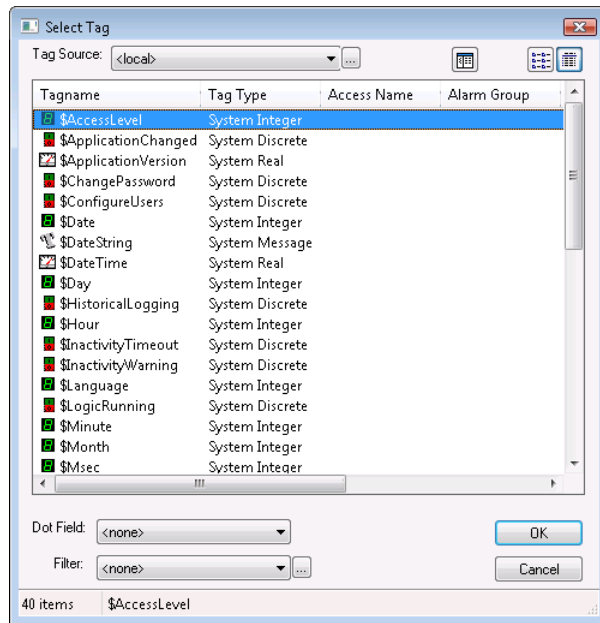 Select Tag
Tag Source: <local> ...
Tagname Tag Type Access Name Alarm Group
$AccessLevel System Integer
$ApplicationChanged System Discrete
$ApplicationVersion System Real
$ChangePassword System Discrete
$ConfigureUsers System Discrete
$Date System Integer
$DateString System Message
$DateTime System Real
$Day System Integer
$HistoricalLogging System Discrete
$Hour System Integer
$InactivityTimeout System Discrete
$InactivityWarning System Discrete
$Language System Integer
$LogicRunning System Discrete
$Minute System Integer
$Month System Integer
$Msec System Integer
Dot Field: <none> OK
Filter: <none> ... Cancel
40 items $AccessLevel